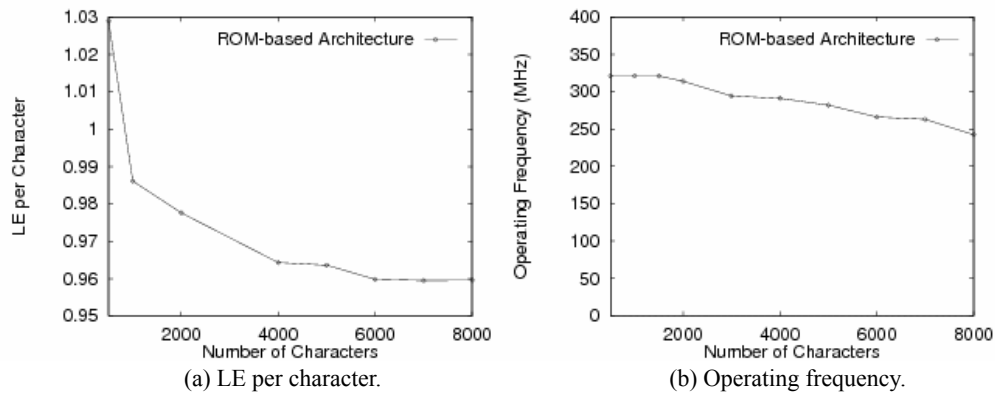 1.03
1.02
1.01
1
0.99
0.98
0.97
0.96
0.95
LE per Character
ROM-based Architecture
2000 4000 6000 8000
Number of Characters
(a) LE per character.
400
350
300
250
200
150
100
50
0
Operating Frequency (MHz)
ROM-based Architecture
2000 4000 6000 8000
Number of Characters
(b) Operating frequency.